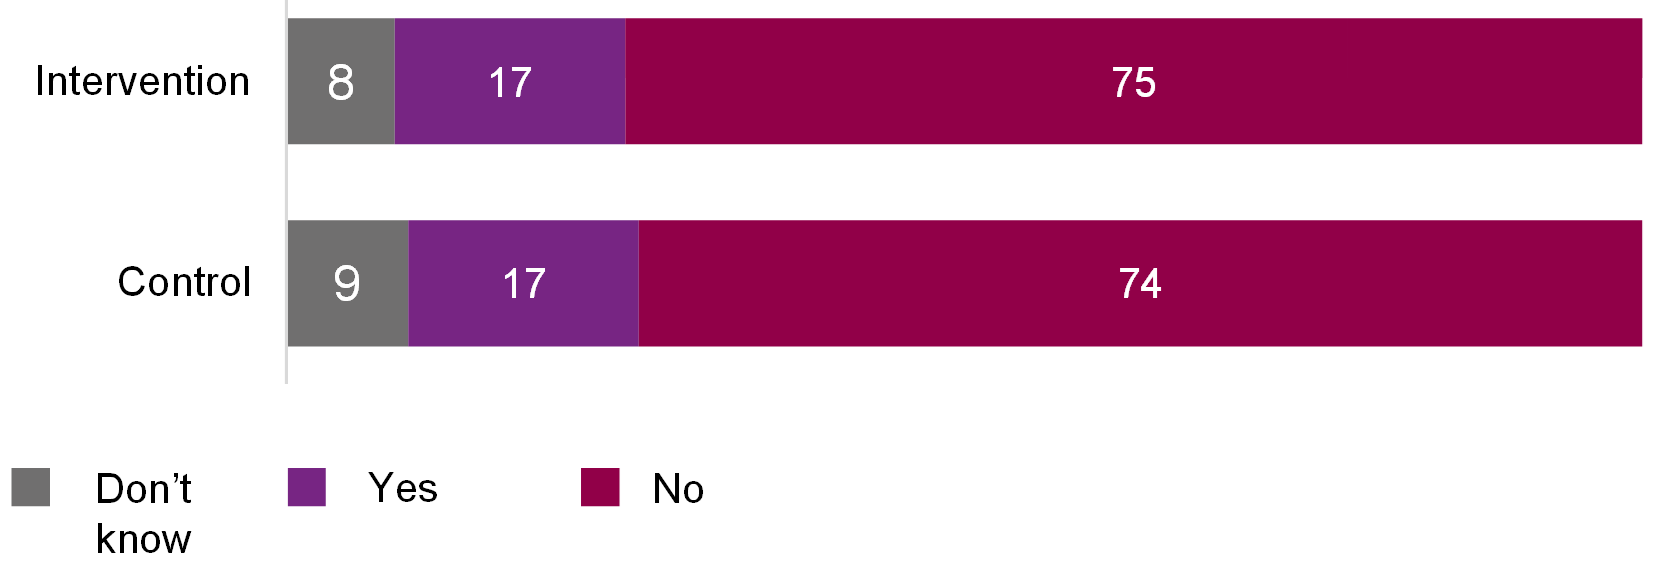 Intervention 8 17 75
Control 9 17 74
Don’t Yes No
know